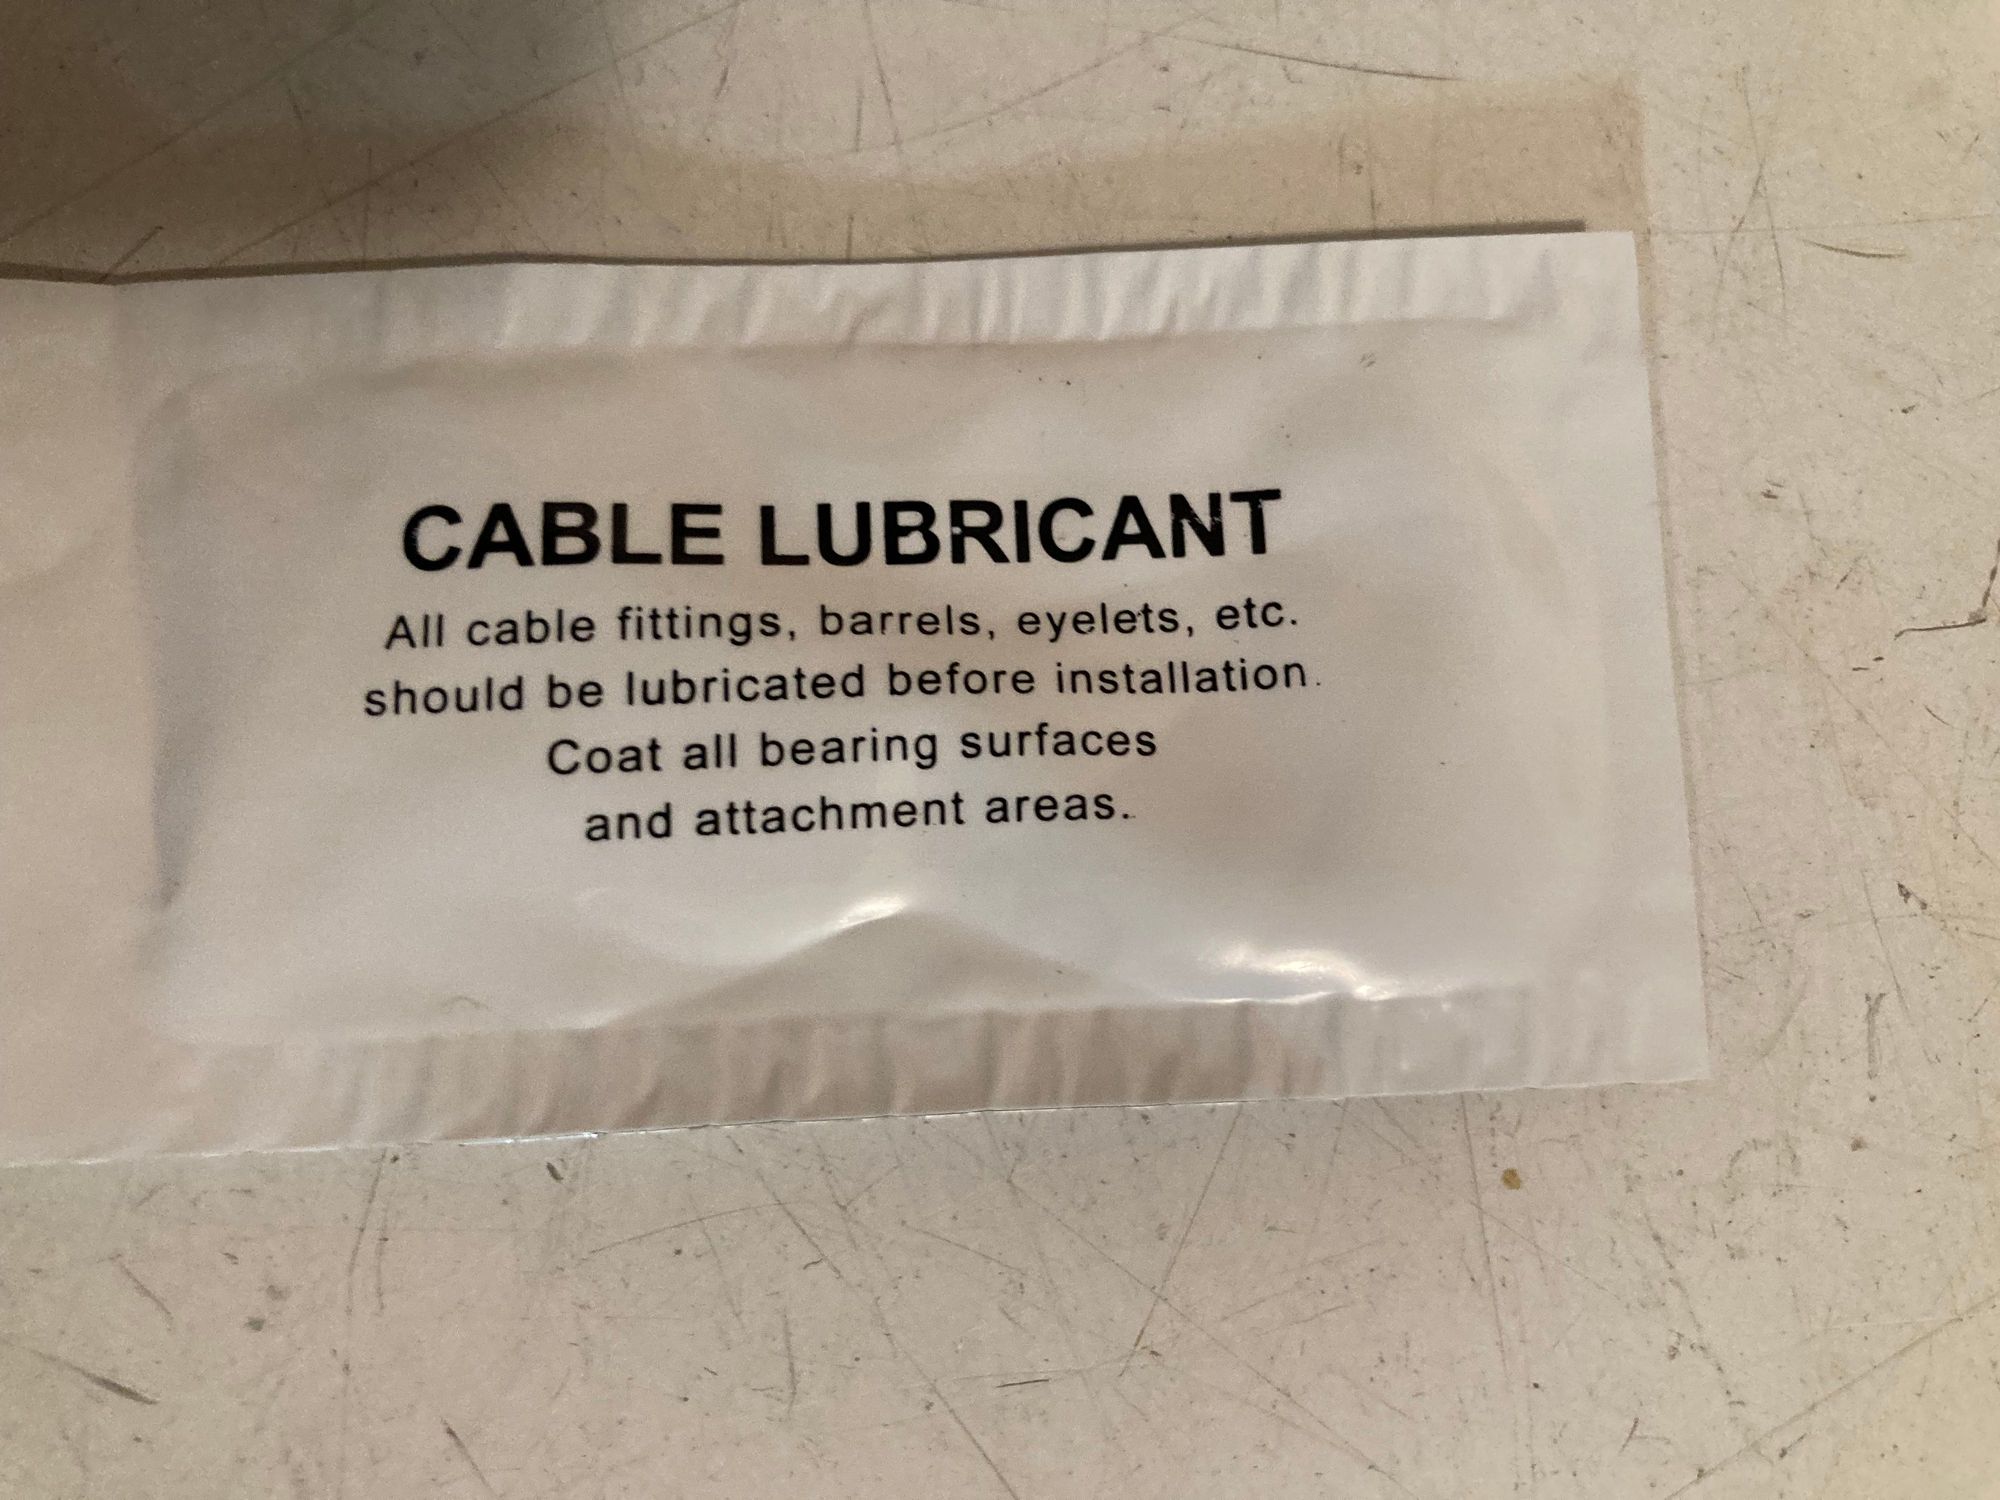 CABLE LUBRICANT
All cable fittings, barrels, eyelets, etc.
should be lubricated before installation.
Coat all bearing surfaces
and attachment areas.